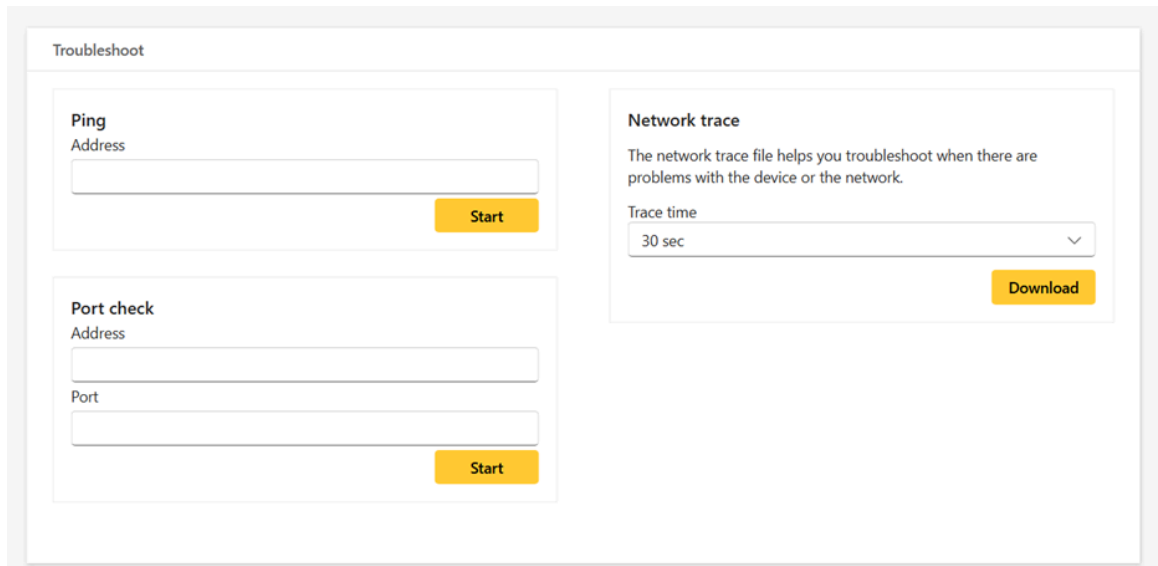 Troubleshoot
Ping
Address
Start
Port check
Address
Port
Start
Network trace
The network trace file helps you troubleshoot when there are
problems with the device or the network.
Trace time
30 sec
Download